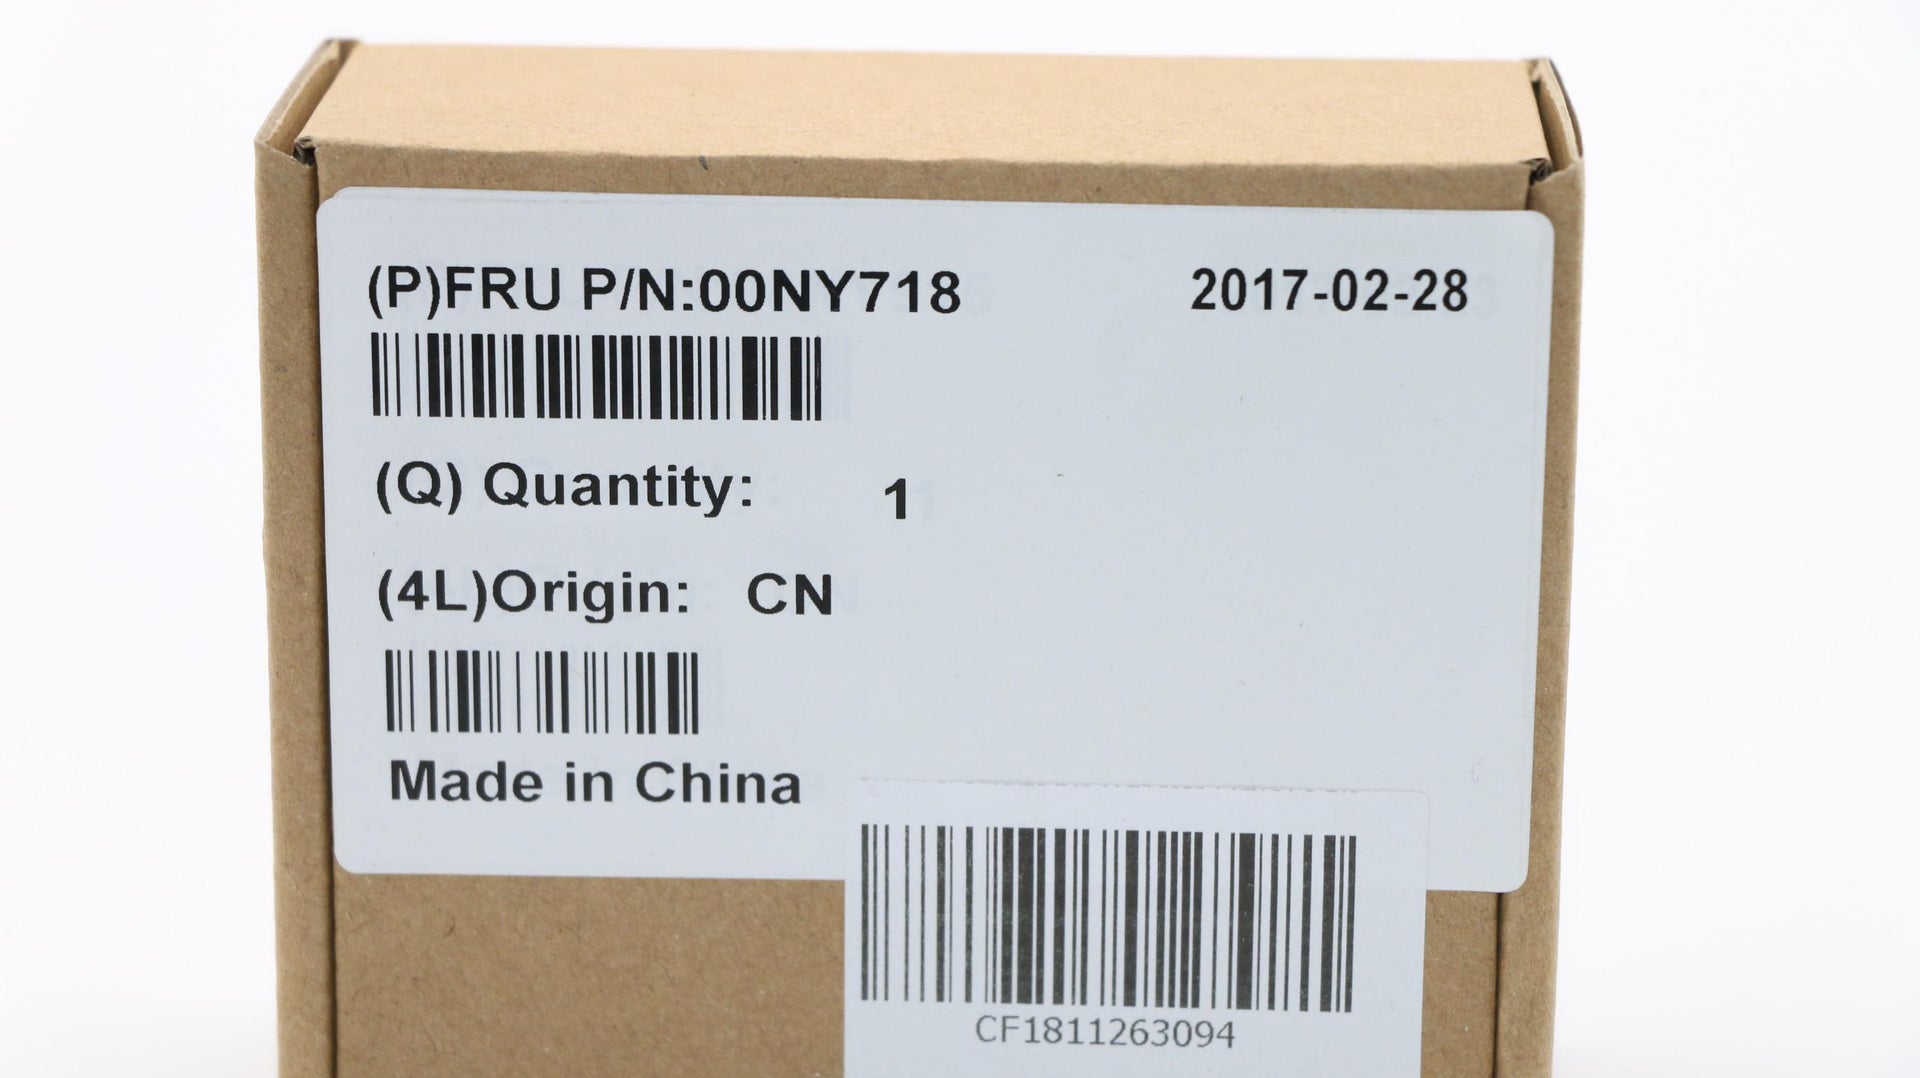 (P)FRU P/N:00NY718 2017-02-28
(Q) Quantity: 1
(4L)Origin: CN
Made in China
CF1811263094